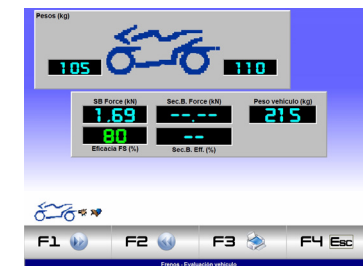 Pesos (kg)
105 110
SB Force (kN) Sec.B. Force (kN) Peso vehículo (kg)
1.69 --.-- 215
80 --
Eficacia FS (%) Sec.B. Eff. (%)
F1 F2 F3 F4 Esc
Frenos - Evaluación vehículo